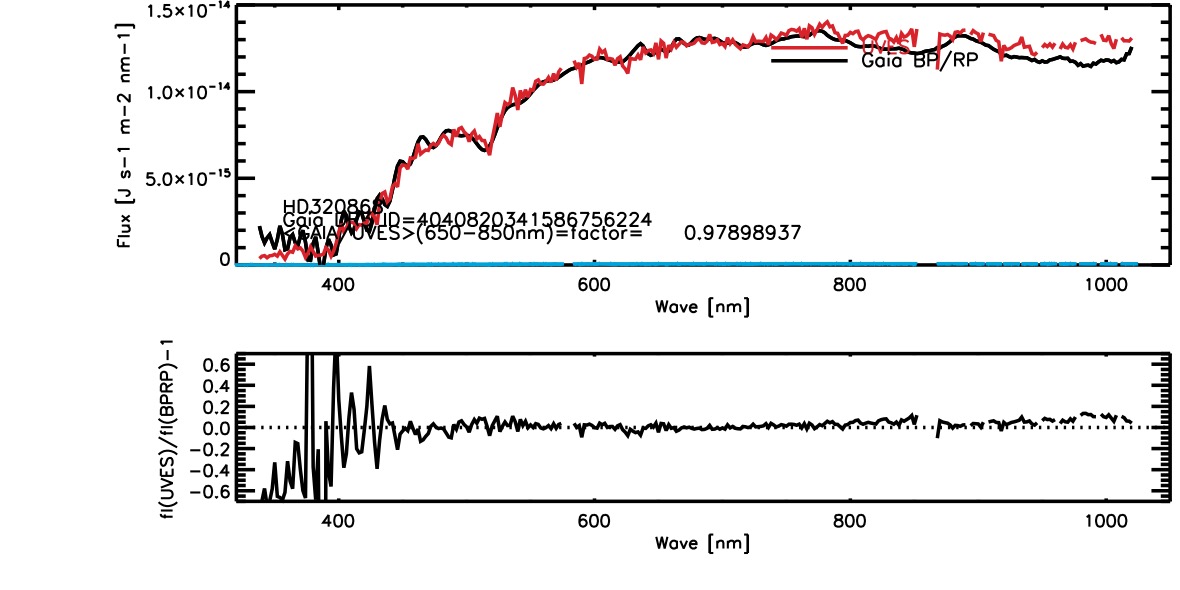 1.5×10−14
1.0×10−14
5.0×10−15
0
Flux [J s−1 m−2 nm−1]
UVES
Gaia BP/RP
HD320868
Gaia ID=4040820341586756224
<GAIA/UVES>(650−850nm)=factor= 0.97898937
400 600 800 1000
Wave [nm]
0.6
0.4
0.2
0.0
−0.2
−0.4
−0.6
fl(UVES)/fl(BPRP)−1
400 600 800 1000
Wave [nm]